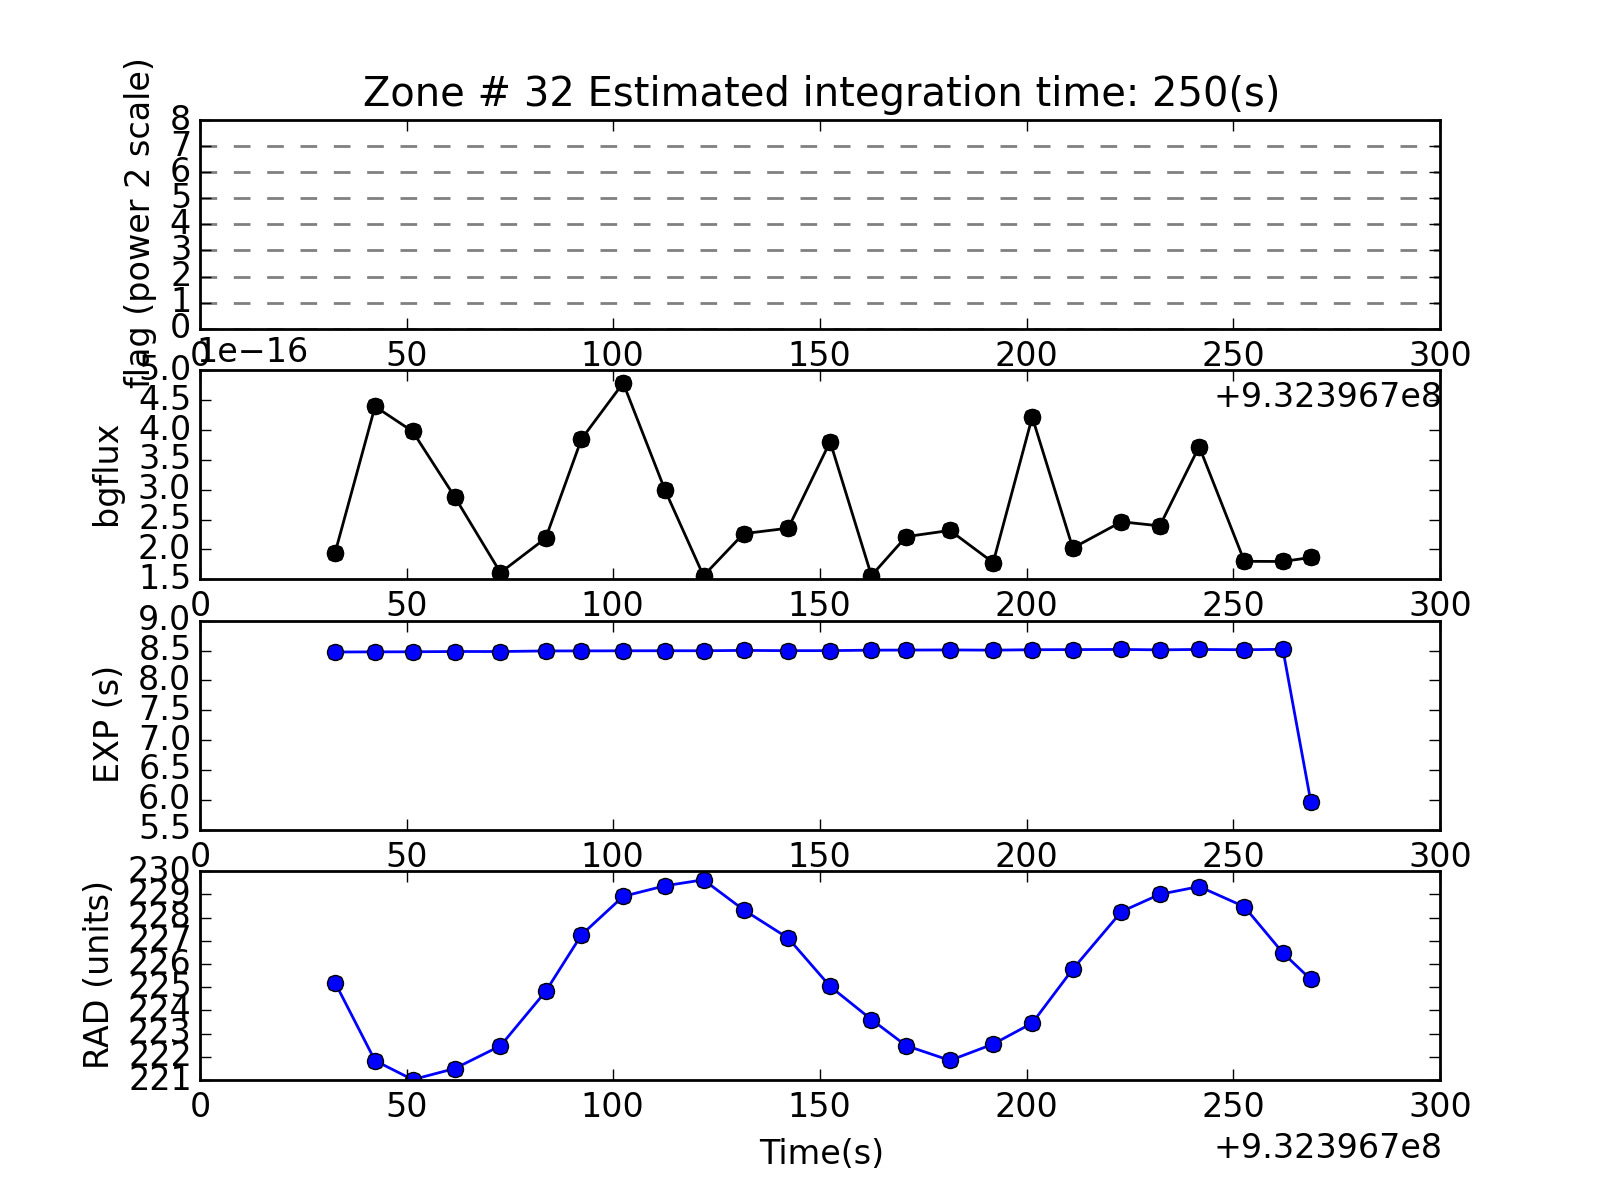 Zone # 32 Estimated integration time: 250(s)
flag (power 2 scale)
8
7
6
5
4
3
2
1
0
0 50 100 150 200 250 300
1e−16
+9.323967e8
bgflux
5.0
4.5
4.0
3.5
3.0
2.5
2.0
1.5
0 50 100 150 200 250 300
EXP (s)
9.0
8.5
8.0
7.5
7.0
6.5
6.0
5.5
0 50 100 150 200 250 300
RAD (units)
230
229
228
227
226
225
224
223
222
221
0 50 100 150 200 250 300
Time(s)
+9.323967e8